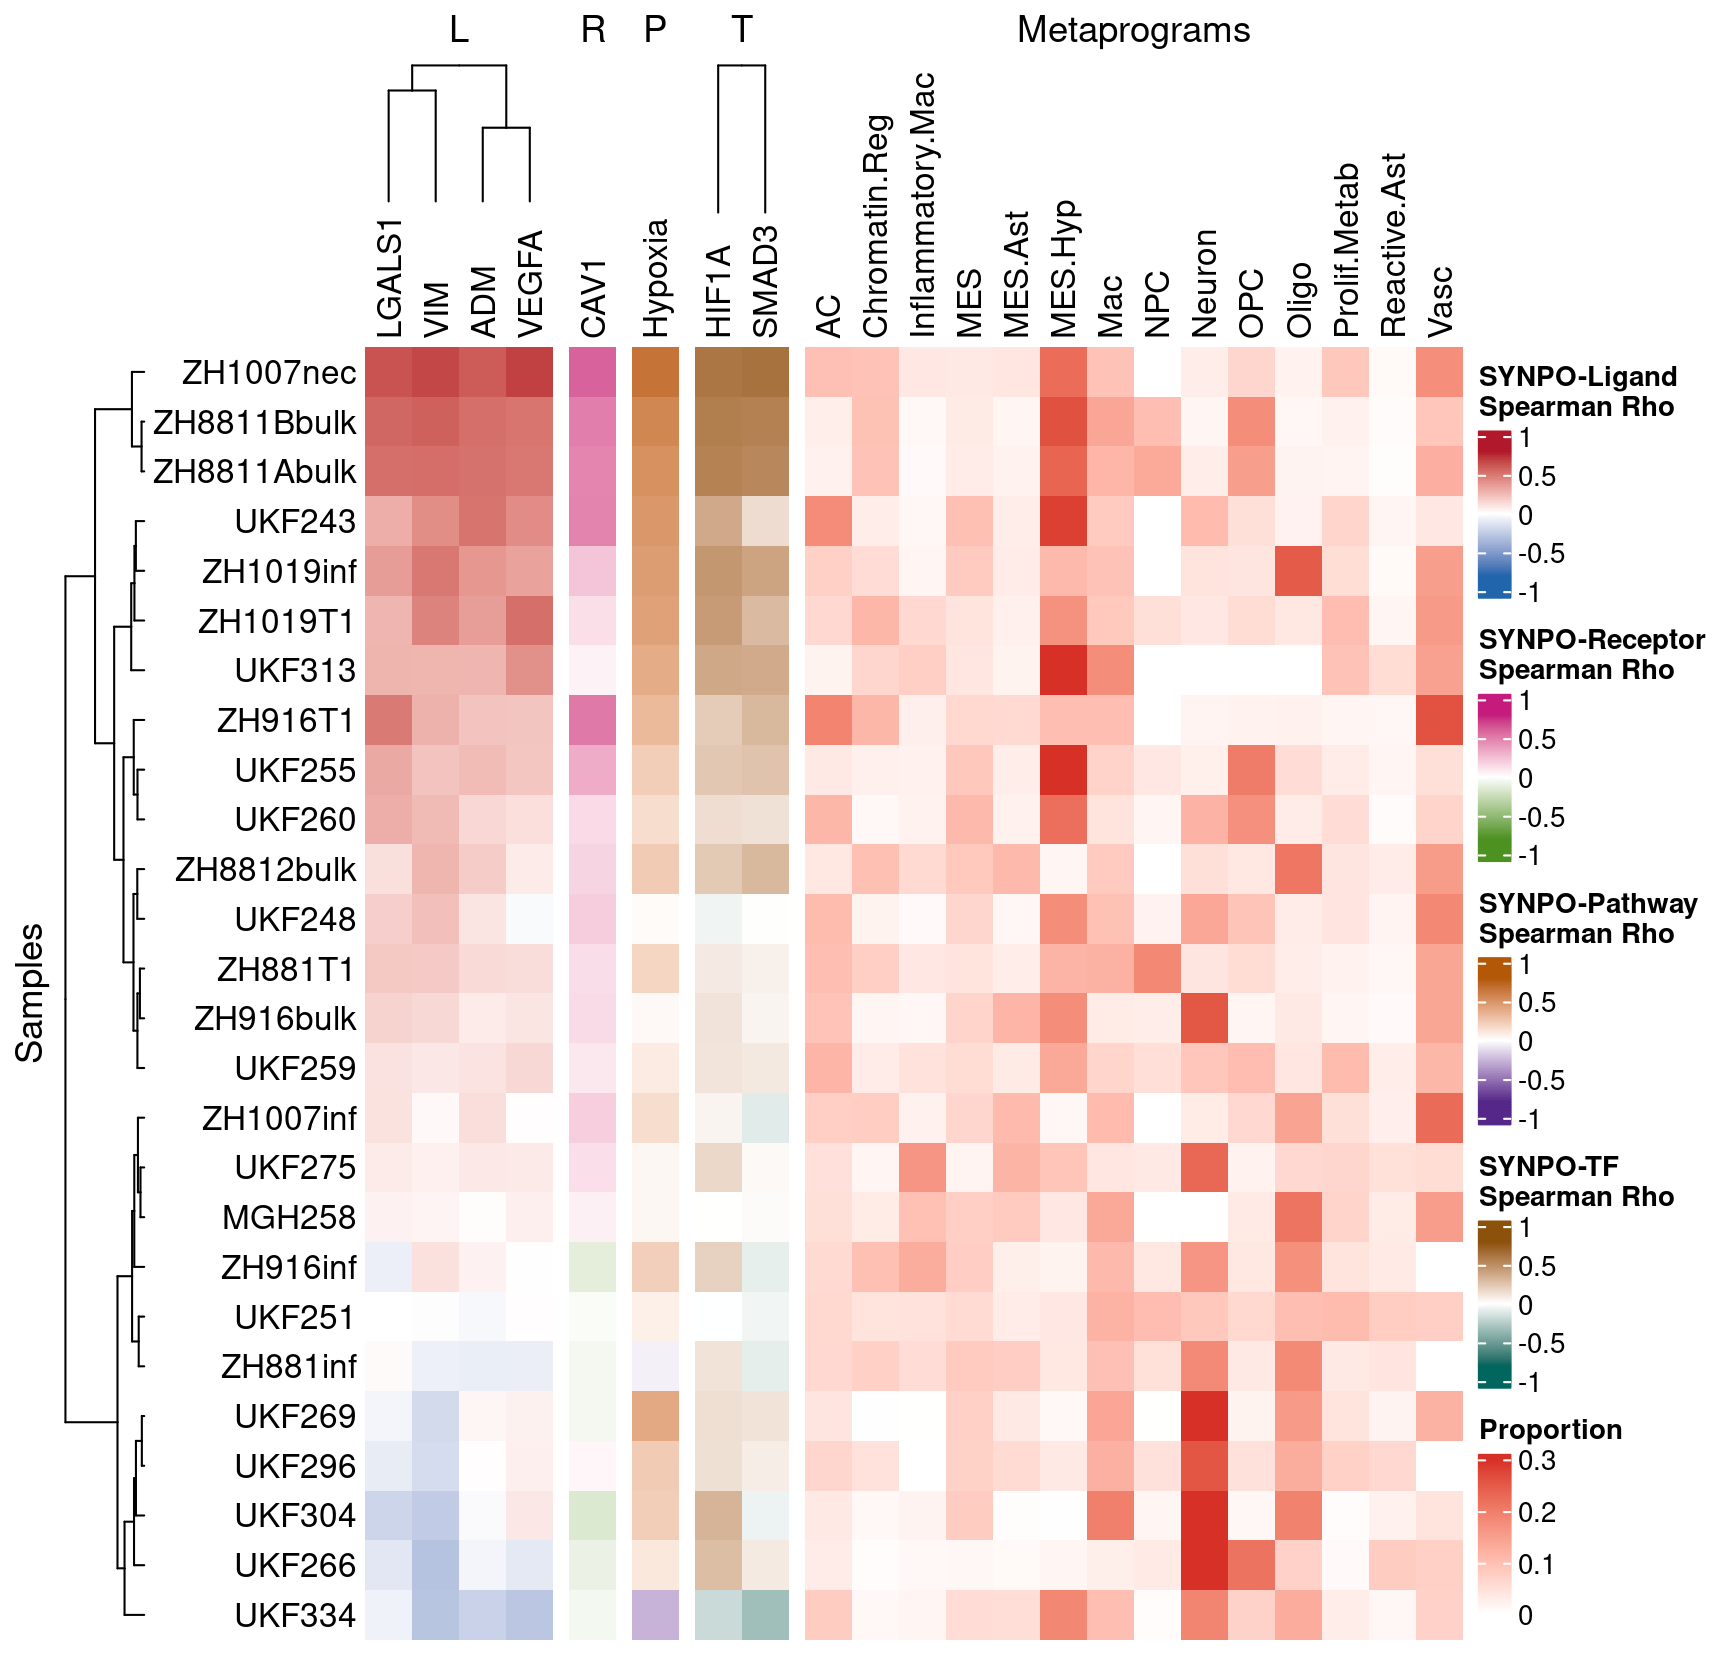 L R P T Metaprograms
LGALS1 VIM ADM VEGFA CAV1 Hypoxia HIF1A SMAD3 AC Chromatin.Reg Inflammatory.Mac MES MES.Ast MES.Hyp Mac NPC Neuron OPC Oligo Prolif.Metab Reactive.Ast Vasc
Samples
ZH1007nec
ZH8811Bbulk
ZH8811Abulk
UKF243
ZH1019inf
ZH1019T1
UKF313
ZH916T1
UKF255
UKF260
ZH8812bulk
UKF248
ZH881T1
ZH916bulk
UKF259
ZH1007inf
UKF275
MGH258
ZH916inf
UKF251
ZH881inf
UKF269
UKF296
UKF304
UKF266
UKF334
SYNPO-Ligand
Spearman Rho
1
0.5
0
-0.5
-1
SYNPO-Receptor
Spearman Rho
1
0.5
0
-0.5
-1
SYNPO-Pathway
Spearman Rho
1
0.5
0
-0.5
-1
SYNPO-TF
Spearman Rho
1
0.5
0
-0.5
-1
Proportion
0.3
0.2
0.1
0